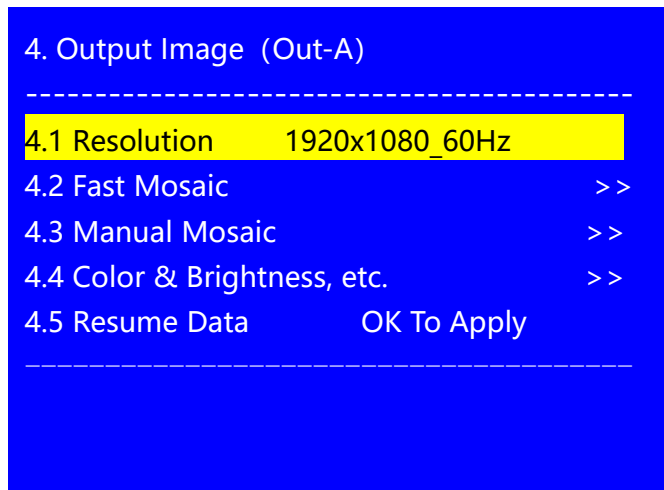 4. Output Image（Out-A）
--------------------------------------------
4.1 Resolution 1920x1080_60Hz
4.2 Fast Mosaic >>
4.3 Manual Mosaic >>
4.4 Color & Brightness, etc. >>
4.5 Resume Data OK To Apply